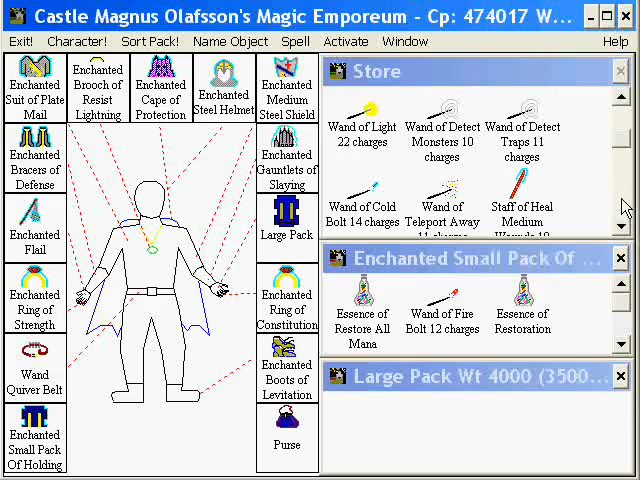 Castle Magnus Olafsson's Magic Emporeum - Cp: 474017 W...
Exit! Character! Sort Pack! Name Object Spell Activate Window Help
Enchanted
Suit of Plate
Mail
Enchanted
Brooch of
Resist
Lightning
Enchanted
Cape of
Protection
Enchanted
Steel Helmet
Enchanted
Medium
Steel Shield
Enchanted
Bracers of
Defense
Enchanted
Gauntlets of
Slaying
Enchanted
Flail
Large Pack
Enchanted
Ring of
Strength
Enchanted
Ring of
Constitution
Wand
Quiver Belt
Enchanted
Boots of
Levitation
Enchanted
Small Pack
Of Holding
Purse
Store
Wand of Light
22 charges
Wand of Detect
Monsters 10
charges
Wand of Detect
Traps 11
charges
Wand of Cold
Bolt 14 charges
Wand of
Teleport Away
11 charges
Staff of Heal
Medium
Wounds 10
Enchanted Small Pack Of ...
Essence of
Restore All
Mana
Wand of Fire
Bolt 12 charges
Essence of
Restoration
Large Pack Wt 4000 (3500...